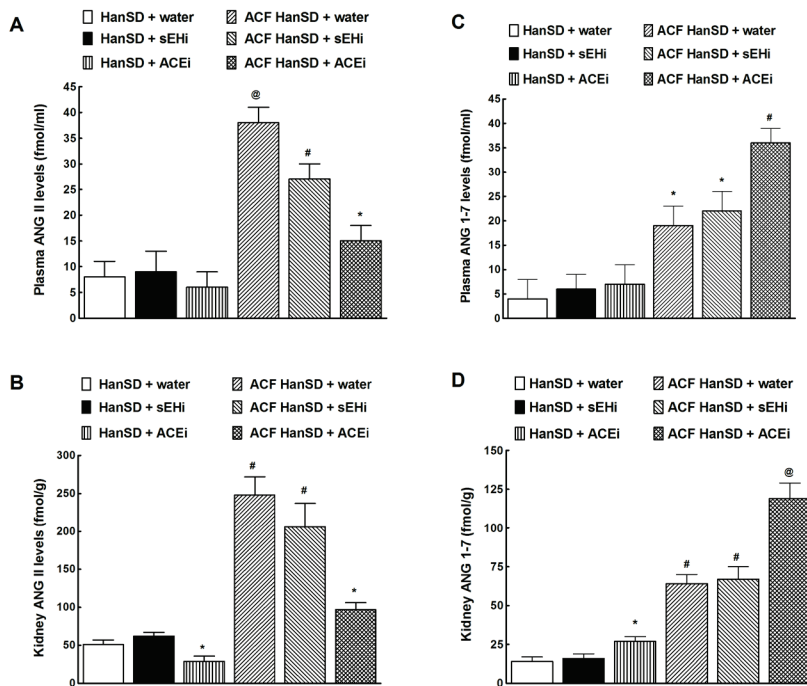 A
HanSD + water
ACF HanSD + water
HanSD + sEHi
ACF HanSD + sEHi
HanSD + ACEi
ACF HanSD + ACEi
Plasma ANG II levels (fmol/ml)
45
40
35
30
25
20
15
10
5
0
@
#
*
C
HanSD + water
ACF HanSD + water
HanSD + sEHi
ACF HanSD + sEHi
HanSD + ACEi
ACF HanSD + ACEi
Plasma ANG 1-7 levels (fmol/ml)
45
40
35
30
25
20
15
10
5
0
*
*
#
B
HanSD + water
ACF HanSD + water
HanSD + sEHi
ACF HanSD + sEHi
HanSD + ACEi
ACF HanSD + ACEi
Kidney ANG II levels (fmol/g)
300
250
200
150
100
50
0
*
#
#
*
D
HanSD + water
ACF HanSD + water
HanSD + sEHi
ACF HanSD + sEHi
HanSD + ACEi
ACF HanSD + ACEi
Kidney ANG 1-7 (fmol/g)
150
125
100
75
50
25
0
*
#
#
@